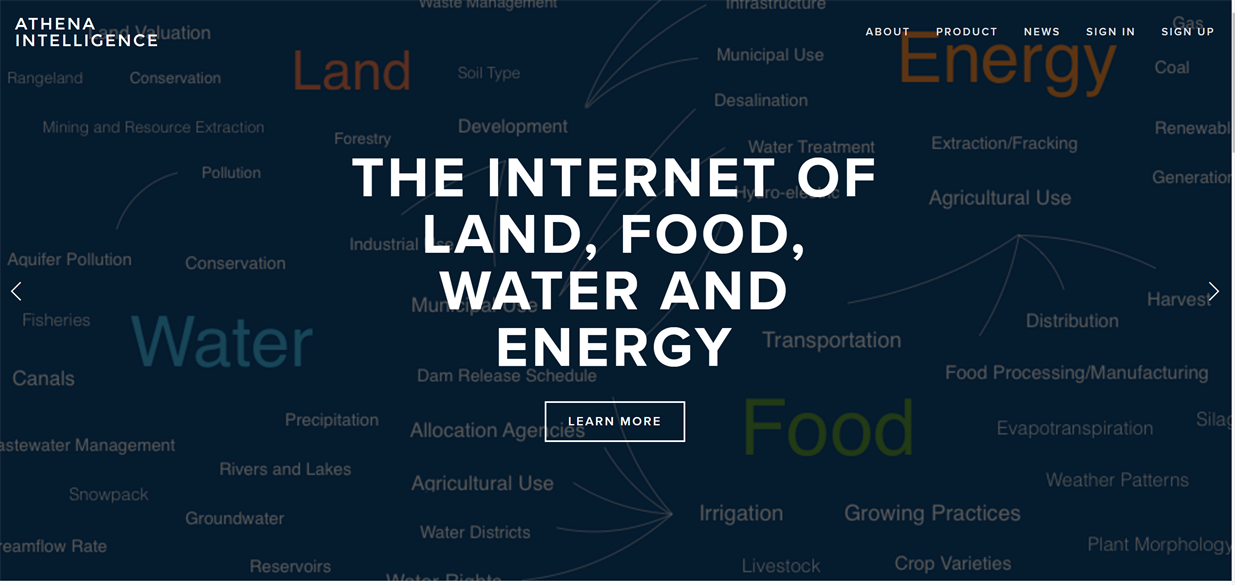 ATHENA
INTELLIGENCE
ABOUT PRODUCT NEWS SIGN IN SIGN UP
Waste Management
Infrastructure
Land Valuation
Gas
Land
Energy
Municipal Use
Rangeland
Conservation
Soil Type
Coal
Desalination
Mining and Resource Extraction
Development
Renewabl
Forestry
Water Treatment
Extraction/Fracking
THE INTERNET OF
LAND, FOOD,
WATER AND
ENERGY
Pollution
Generation
Hydro-electric
Agricultural Use
Industrial Use
Aquifer Pollution
Conservation
Municipal Use
Harvest
Fisheries
Distribution
Water
Transportation
Canals
Dam Release Schedule
Food Processing/Manufacturing
LEARN MORE
Precipitation
Allocation Agencies
Food
Evapotranspiration
Silag
astewater Management
Rivers and Lakes
Agricultural Use
Weather Patterns
Snowpack
Groundwater
Irrigation
Growing Practices
Water Districts
reamflow Rate
Plant Morphology
Reservoirs
Livestock
Crop Varieties
Water Rights